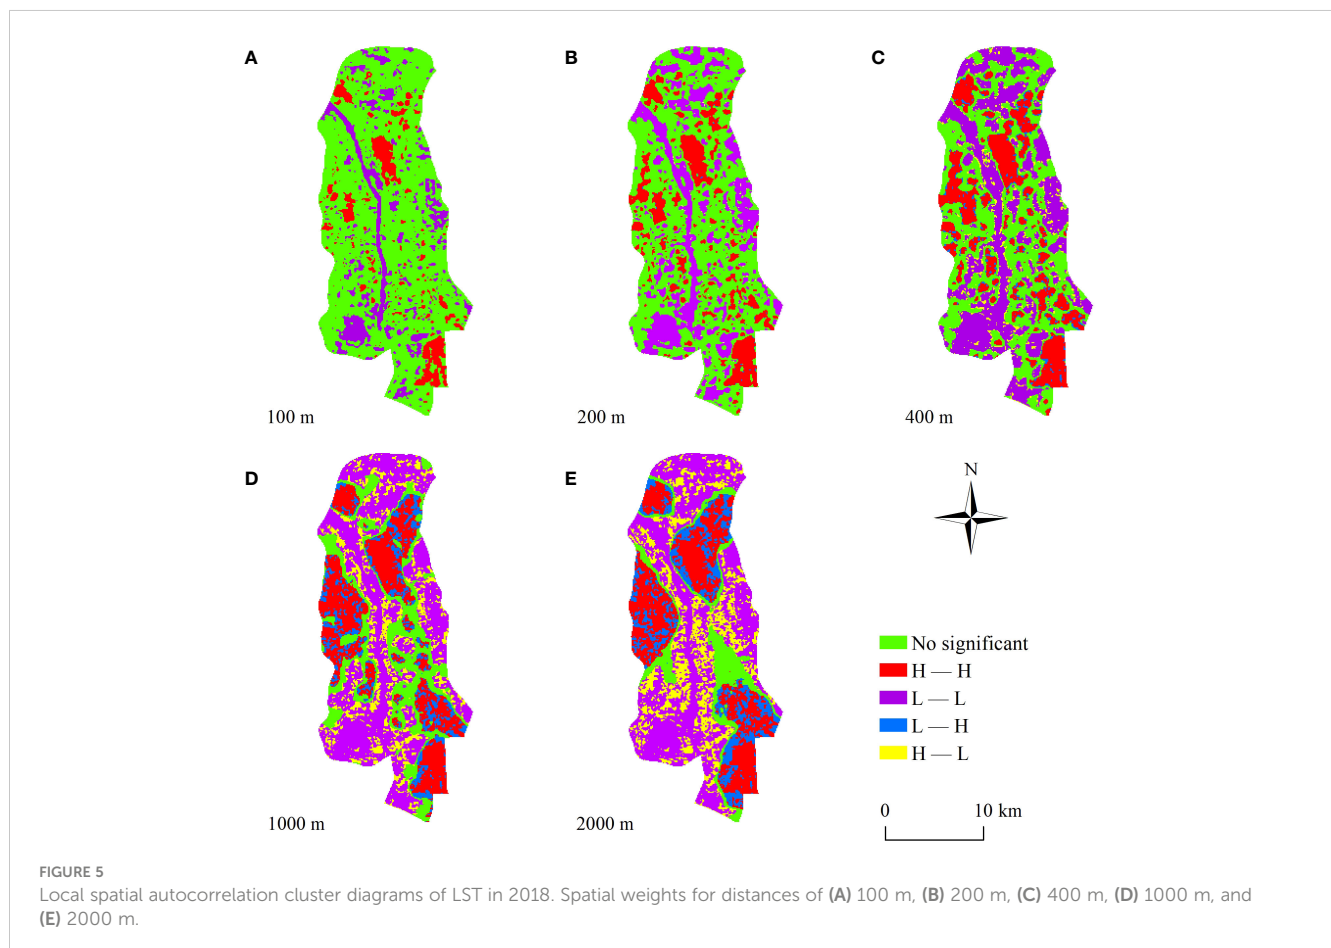 A
B
C
100 m
200 m
400 m
D
E
N
No significant
H — H
L — L
L — H
H — L
1000 m
2000 m
0 10 km
FIGURE 5
Local spatial autocorrelation cluster diagrams of LST in 2018. Spatial weights for distances of (A) 100 m, (B) 200 m, (C) 400 m, (D) 1000 m, and
(E) 2000 m.